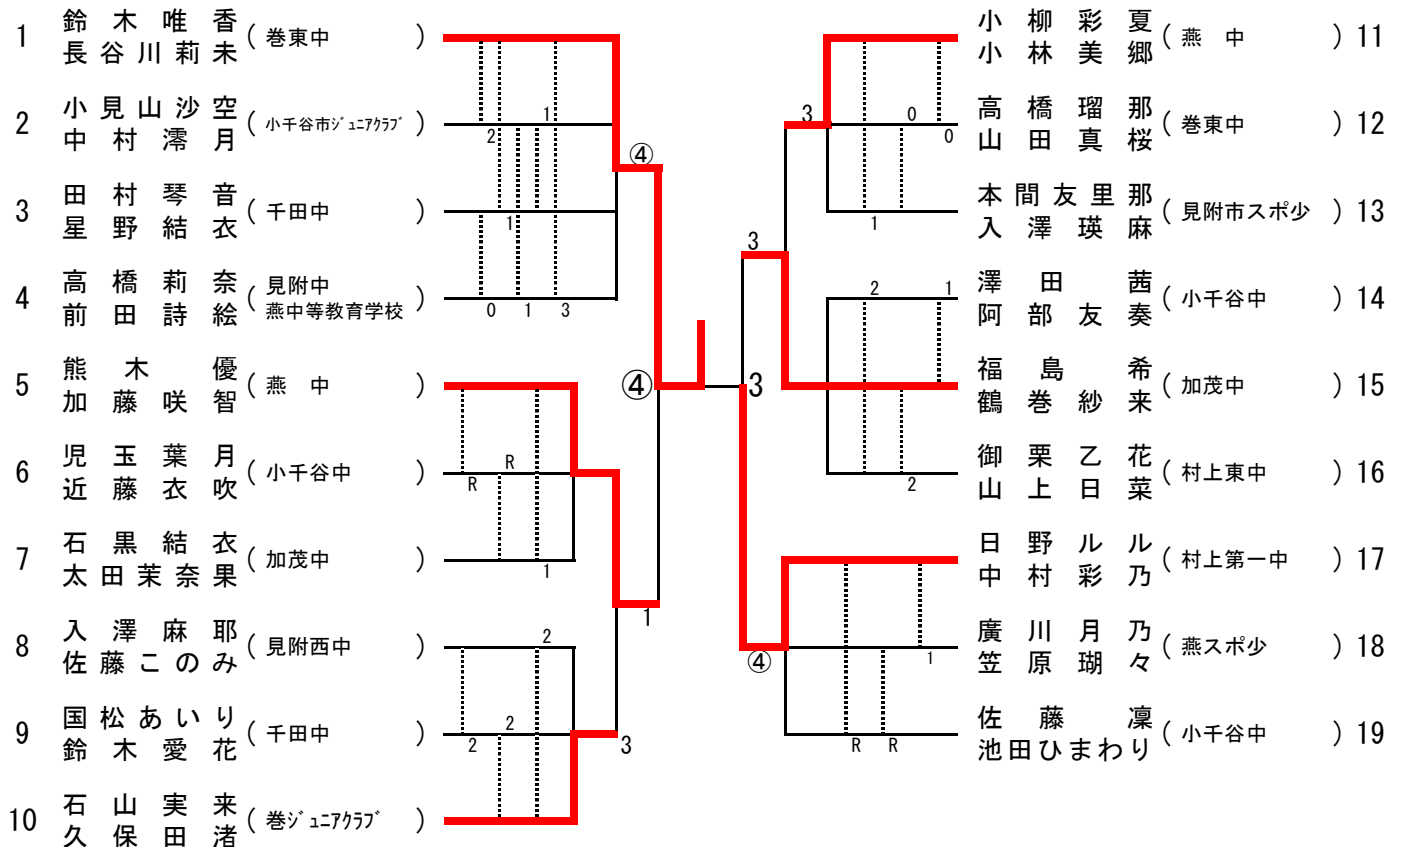 1 鈴木唯香 長谷川莉未 (巻東中)
2 小見山沙空 中村澪月 (小千谷市ジュニアクラブ)
3 田村琴音 星野結衣 (千田中)
4 高橋莉奈 前田詩絵 (見附中 燕中等教育学校)
5 熊木優 加藤咲智 (燕中)
6 児玉葉月 近藤衣吹 (小千谷中)
7 石黒結衣 太田茉奈果 (加茂中)
8 入澤麻耶 佐藤このみ (見附西中)
9 国松あいり 鈴木愛花 (千田中)
10 石山実来 久保田渚 (巻ジュニアクラブ)
1
2
1
0 1 3
④
R
R
1
2
2
2
3
1
④
3
3
④
3
0
0
1
2 1
2
1
R R
小柳彩夏 小林美郷 (燕中) 11
高橋瑠那 山田真桜 (巻東中) 12
本間友里那 入澤瑛麻 (見附市スポ少) 13
澤田茜 阿部友奏 (小千谷中) 14
福島希 鶴巻紗来 (加茂中) 15
御栗乙花 山上日菜 (村上東中) 16
日野ルル 中村彩乃 (村上第一中) 17
廣川月乃 笠原瑚々 (燕スポ少) 18
佐藤凜 池田ひまわり (小千谷中) 19